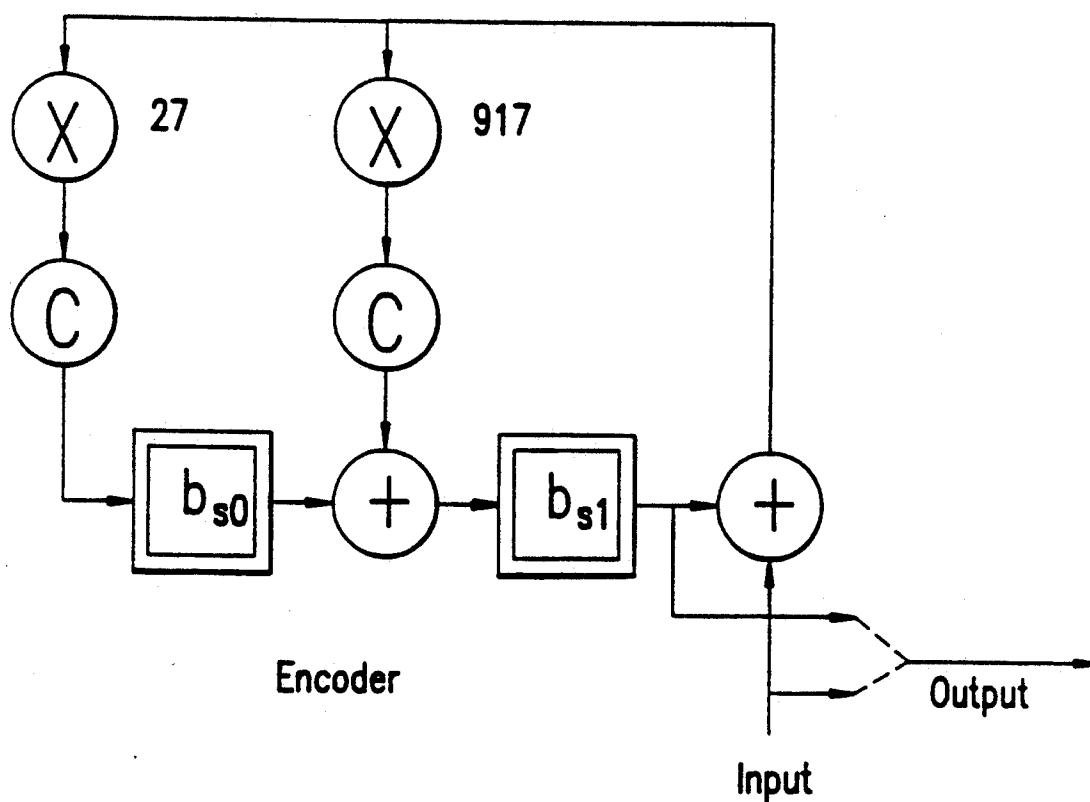 X 27 X 917
C C
b_s0 + b_s1 +
Encoder
Output
Input